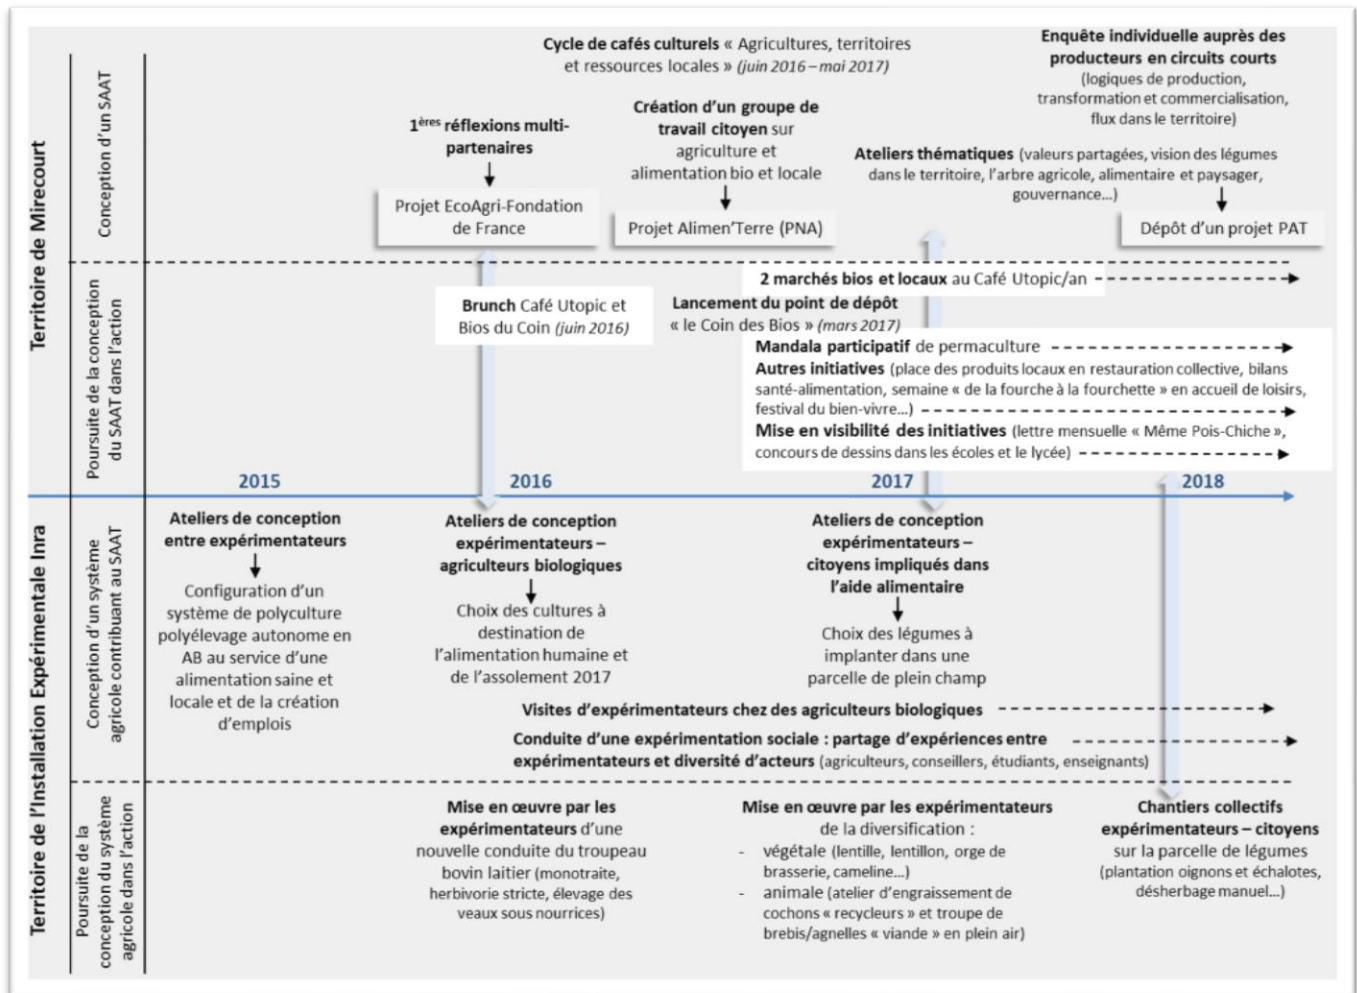 Territoire de Mirecourt
Conception d'un SAAT
Cycle de cafés culturels « Agricultures, territoires
et ressources locales » (juin 2016 – mai 2017)
Enquête individuelle auprès des
producteurs en circuits courts
(logiques de production,
transformation et commercialisation,
flux dans le territoire)
1ères réflexions multi-
partenaires
Projet EcoAgri-Fondation
de France
Création d'un groupe de
travail citoyen sur
agriculture et
alimentation bio et locale
Projet Alimen'Terre (PNA)
Ateliers thématiques (valeurs partagées, vision des légumes
dans le territoire, l'arbre agricole, alimentaire et paysager,
gouvernance...)
Dépôt d'un projet PAT
Poursuite de la conception
du SAAT dans l'action
2 marchés bios et locaux au Café Utopic/an
Brunch Café Utopic et
Bios du Coin (juin 2016)
Lancement du point de dépôt
« le Coin des Bios » (mars 2017)
Mandala participatif de permaculture
Autres initiatives (place des produits locaux en restauration collective, bilans
santé-alimentation, semaine « de la fourche à la fourchette » en accueil de loisirs,
festival du bien-vivre...)
Mise en visibilité des initiatives (lettre mensuelle « Même Pois-Chiche »,
concours de dessins dans les écoles et le lycée)
2015
2016
2017
2018
Territoire de l'Installation Expérimentale Inra
Conception d'un système
agricole contribuant au SAAT
Ateliers de conception
entre expérimentateurs
Configuration d'un
système de polyculture
polyélevage autonome en
AB au service d'une
alimentation saine et
locale et de la création
d'emplois
Ateliers de conception
expérimentateurs –
agriculteurs biologiques
Choix des cultures à
destination de
l'alimentation humaine et
de l'assolement 2017
Ateliers de conception
expérimentateurs –
citoyens impliqués dans
l'aide alimentaire
Choix des légumes à
implanter dans une
parcelle de plein champ
Visites d'expérimentateurs chez des agriculteurs biologiques
Conduite d'une expérimentation sociale : partage d'expériences entre
expérimentateurs et diversité d'acteurs (agriculteurs, conseillers, étudiants, enseignants)
Poursuite de la
conception du système
agricole dans l'action
Mise en œuvre par les
expérimentateurs d'une
nouvelle conduite du troupeau
bovin laitier (monotraite,
herbivorie stricte, élevage des
veaux sous nourrices)
Mise en œuvre par les expérimentateurs
de la diversification :
- végétale (lentille, lentillon, orge de
brasserie, cameline...)
- animale (atelier d'engraissement de
cochons « recycleurs » et troupe de
brebis/agnelles « viande » en plein air)
Chantiers collectifs
expérimentateurs – citoyens
sur la parcelle de légumes
(plantation oignons et échalotes,
désherbage manuel...)